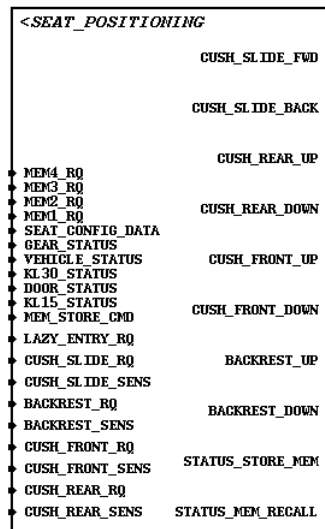 <SEAT_POSITIONING
CUSH_SLIDE_FWD
CUSH_SLIDE_BACK
CUSH_REAR_UP
MEM4_RQ
MEM3_RQ
MEM2_RQ
MEM1_RQ
CUSH_REAR_DOWN
SEAT_CONFIG_DATA
GEAR_STATUS
VEHICLE_STATUS
CUSH_FRONT_UP
KL30_STATUS
DOOR_STATUS
KL15_STATUS
CUSH_FRONT_DOWN
MEM_STORE_CMD
LAZY_ENTRY_RQ
CUSH_SLIDE_RQ
BACKREST_UP
CUSH_SLIDE_SENS
BACKREST_RQ
BACKREST_DOWN
BACKREST_SENS
CUSH_FRONT_RQ
STATUS_STORE_MEM
CUSH_FRONT_SENS
CUSH_REAR_RQ
CUSH_REAR_SENS
STATUS_MEM_RECALL